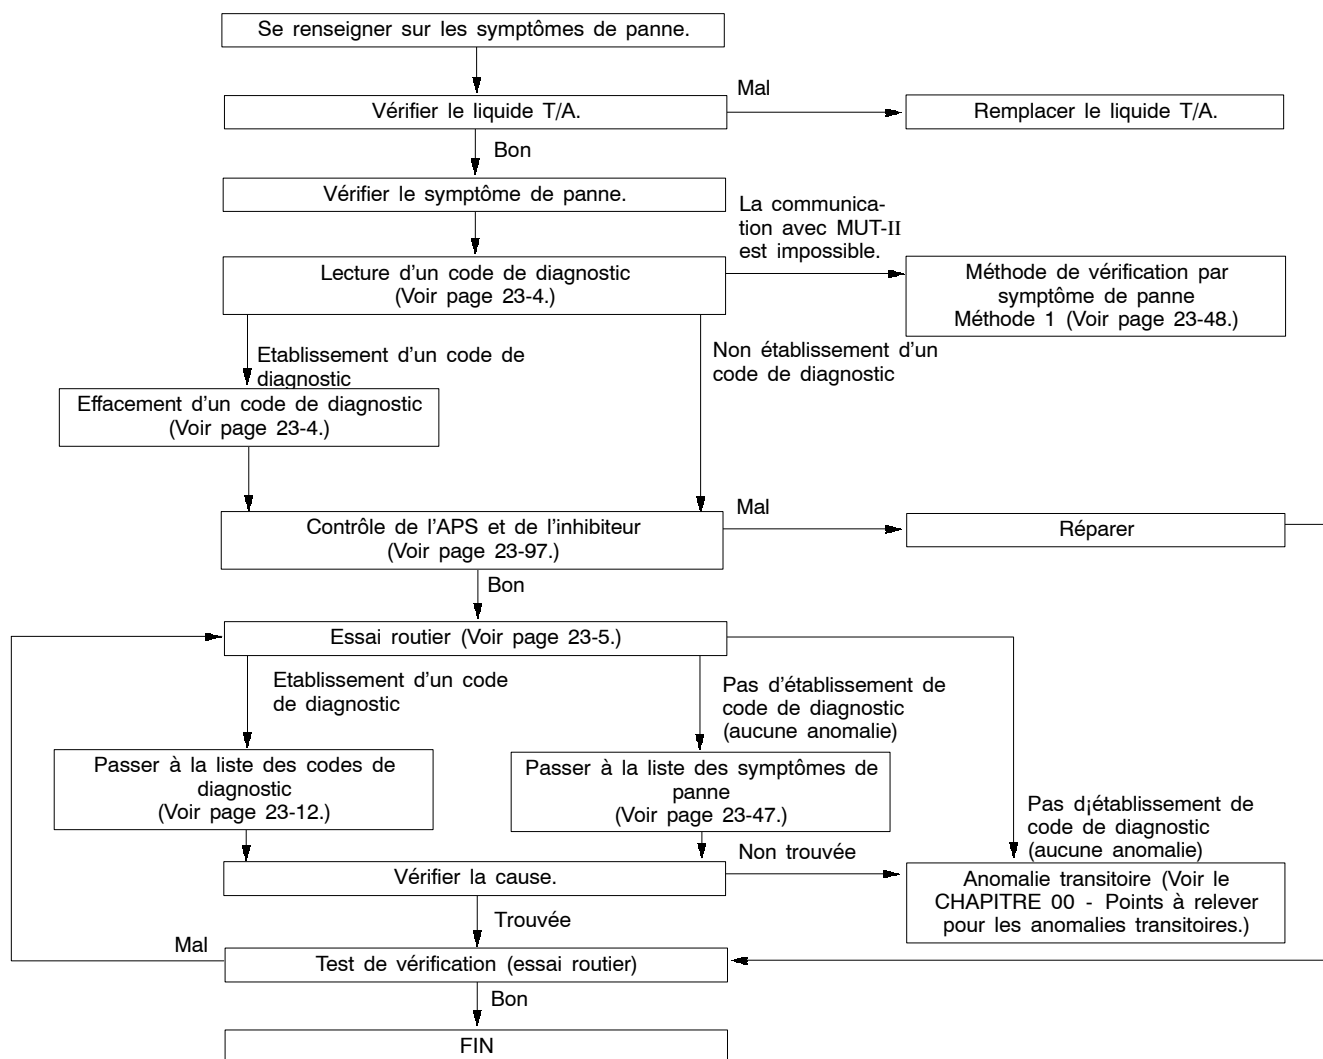 Se renseigner sur les symptômes de panne.
Mal
Vérifier le liquide T/A.
Remplacer le liquide T/A.
Bon
Vérifier le symptôme de panne.
La communica-
tion avec MUT-II
est impossible.
Lecture d'un code de diagnostic
(Voir page 23-4.)
Méthode de vérification par
symptôme de panne
Méthode 1 (Voir page 23-48.)
Etablissement d'un code de
diagnostic
Non établissement d'un
code de diagnostic
Effacement d'un code de diagnostic
(Voir page 23-4.)
Contrôle de l'APS et de l'inhibiteur
(Voir page 23-97.)
Mal
Réparer
Bon
Essai routier (Voir page 23-5.)
Etablissement d'un code
de diagnostic
Pas d'établissement de
code de diagnostic
(aucune anomalie)
Passer à la liste des codes de
diagnostic
(Voir page 23-12.)
Passer à la liste des symptômes de
panne
(Voir page 23-47.)
Pas d¡établissement de
code de diagnostic
(aucune anomalie)
Vérifier la cause.
Non trouvée
Anomalie transitoire (Voir le
CHAPITRE 00 - Points à relever
pour les anomalies transitoires.)
Trouvée
Mal
Test de vérification (essai routier)
Bon
FIN